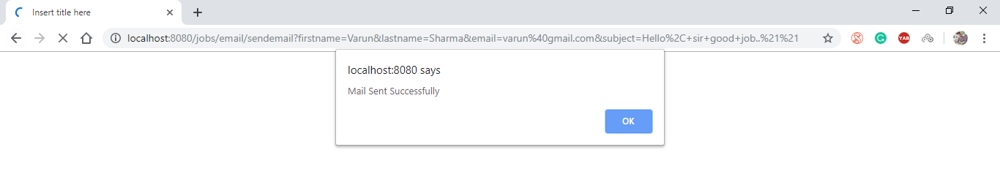 Insert title here
localhost:8080/jobs/email/sendemail?firstname=Varun&lastname=Sharma&email=varun%40gmail.com&subject=Hello%2C+sir+good+job..%21%21
YAB
localhost:8080 says
Mail Sent Successfully
OK